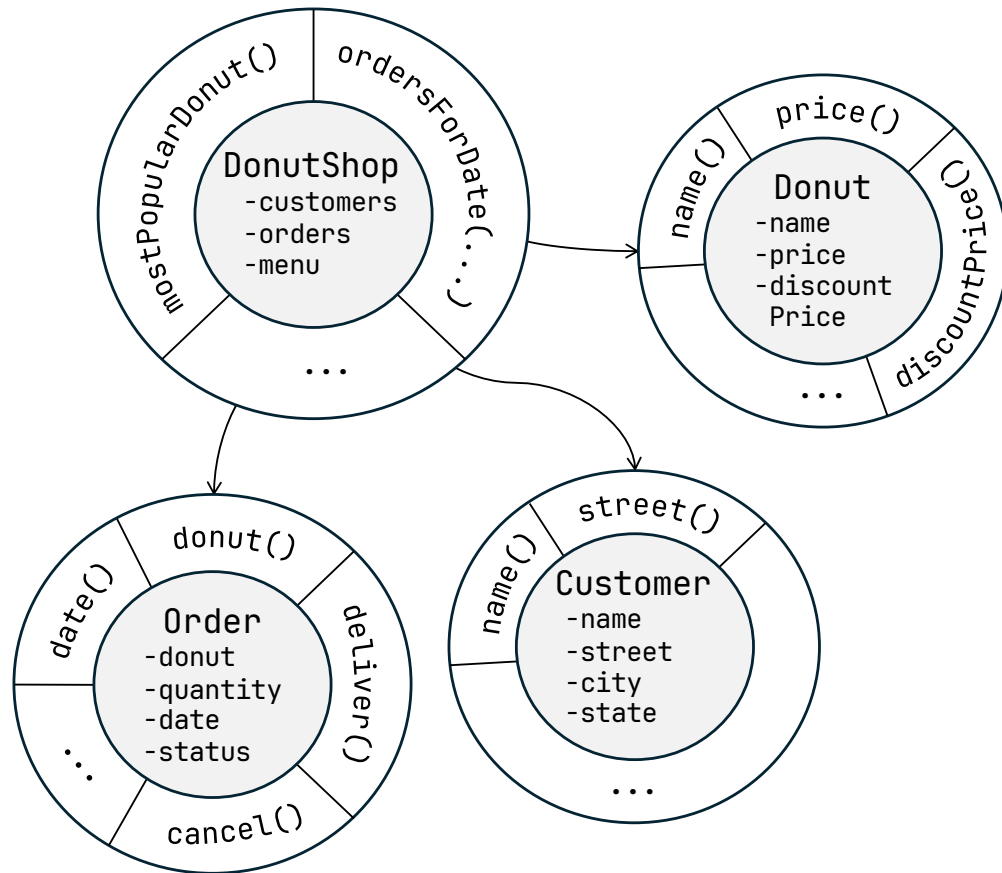 mostPopularDonut()
ordersForDate(...,)
DonutShop
-customers
-orders
-menu
...
name()
price()
discountPrice()
Donut
-name
-price
-discount
Price
...
date()
donut()
deliver()
Order
-donut
-quantity
-date
-status
...
cancel()
name()
street()
Customer
-name
-street
-city
-state
...